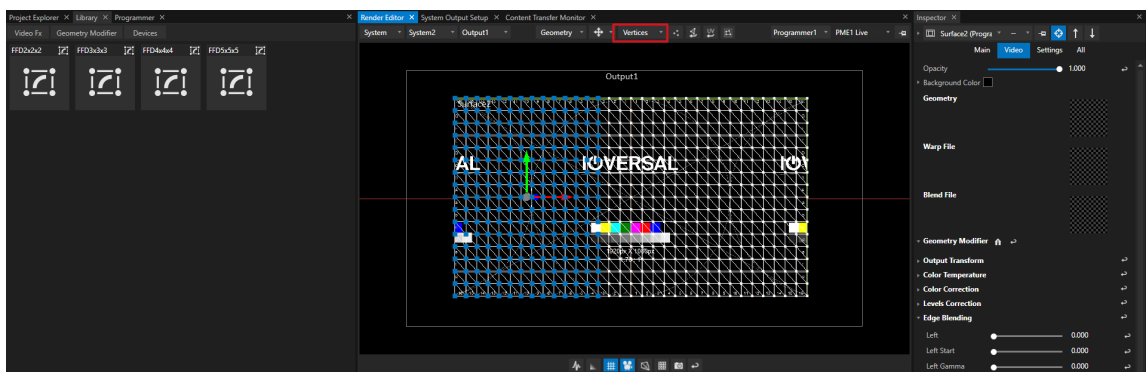 Project Explorer × Library × Programmer × ×
Video Fx Geometry Modifier Devices
FFD2x2x2 FFD3x3x3 FFD4x4x4 FFD5x5x5
Render Editor × System Output Setup × Content Transfer Monitor × ×
System System2 Output1 Geometry Vertices UV Programmer1 PME1 Live
Output1
Surface2
AL IOVERSAL IOV
Inspector × ×
Surface2 (Progra
Main Video Settings All
Opacity 1.000
Background Color
Geometry
Warp File
Blend File
Geometry Modifier
Output Transform
Color Temperature
Color Correction
Levels Correction
Edge Blending
Left 0.000
Left Start 0.000
Left Gamma 0.000